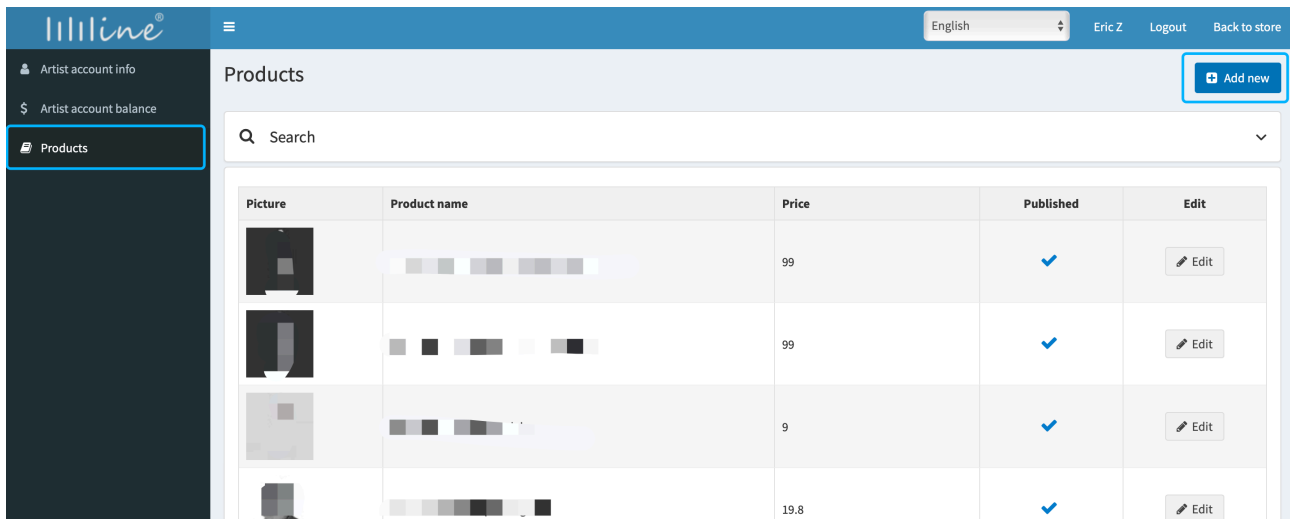 lılılline®
English Eric Z Logout Back to store
Artist account info
Artist account balance
Products
Products
Add new
Search
Picture Product name Price Published Edit
99 Edit
99 Edit
9 Edit
19.8 Edit